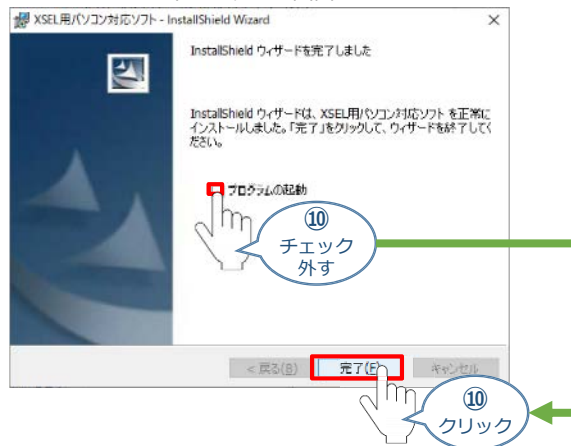 XSEL用パソコン対応ソフト - InstallShield Wizard
InstallShield ウィザードを完了しました
InstallShield ウィザードは、XSEL用パソコン対応ソフト を正常に
インストールしました。「完了」をクリックして、ウィザードを終了してく
ださい。
プログラムの起動
⑩
チェック
外す
< 戻る(B)
完了(F)
キャンセル
⑩
クリック